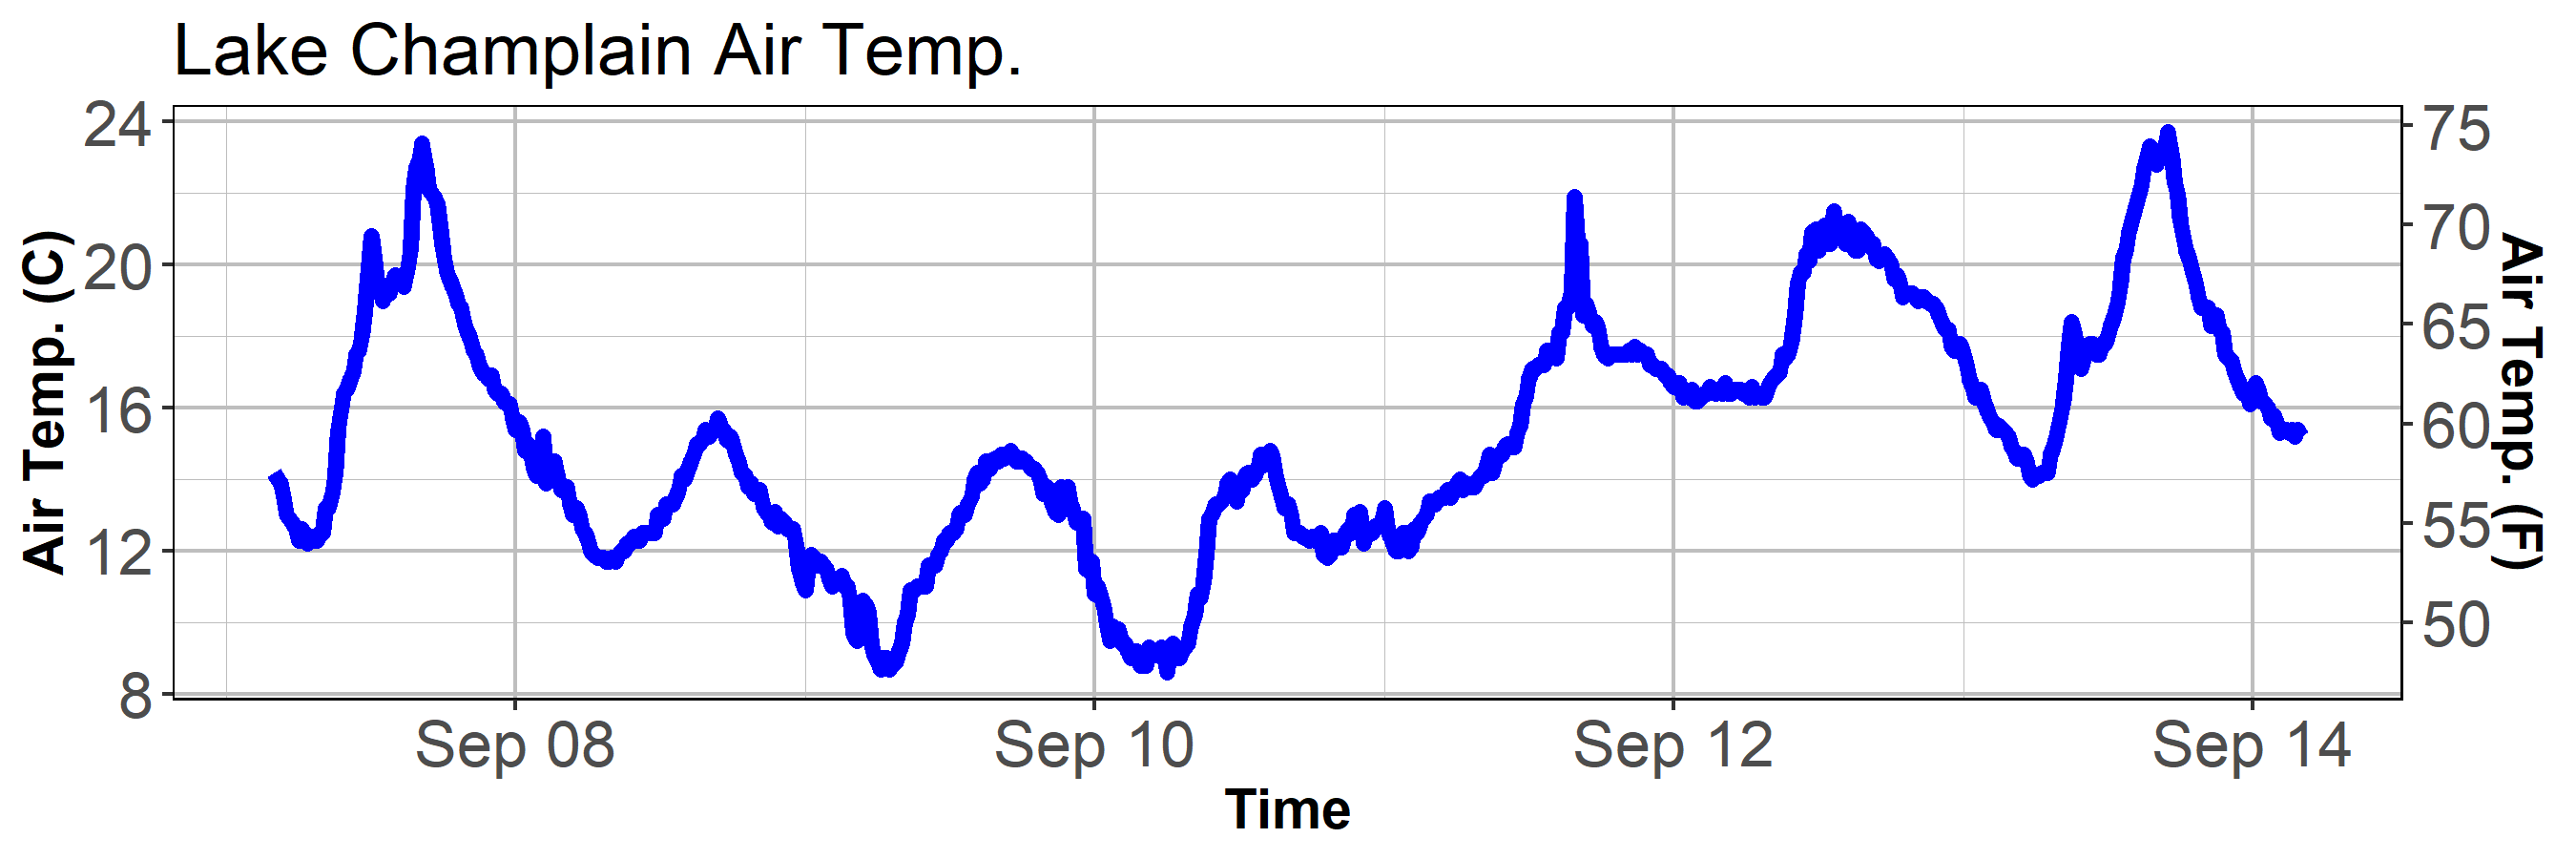 Lake Champlain Air Temp.
24
20
16
12
8
Air Temp. (C)
75
70
65
60
55
50
Air Temp. (F)
Sep 08
Sep 10
Sep 12
Sep 14
Time